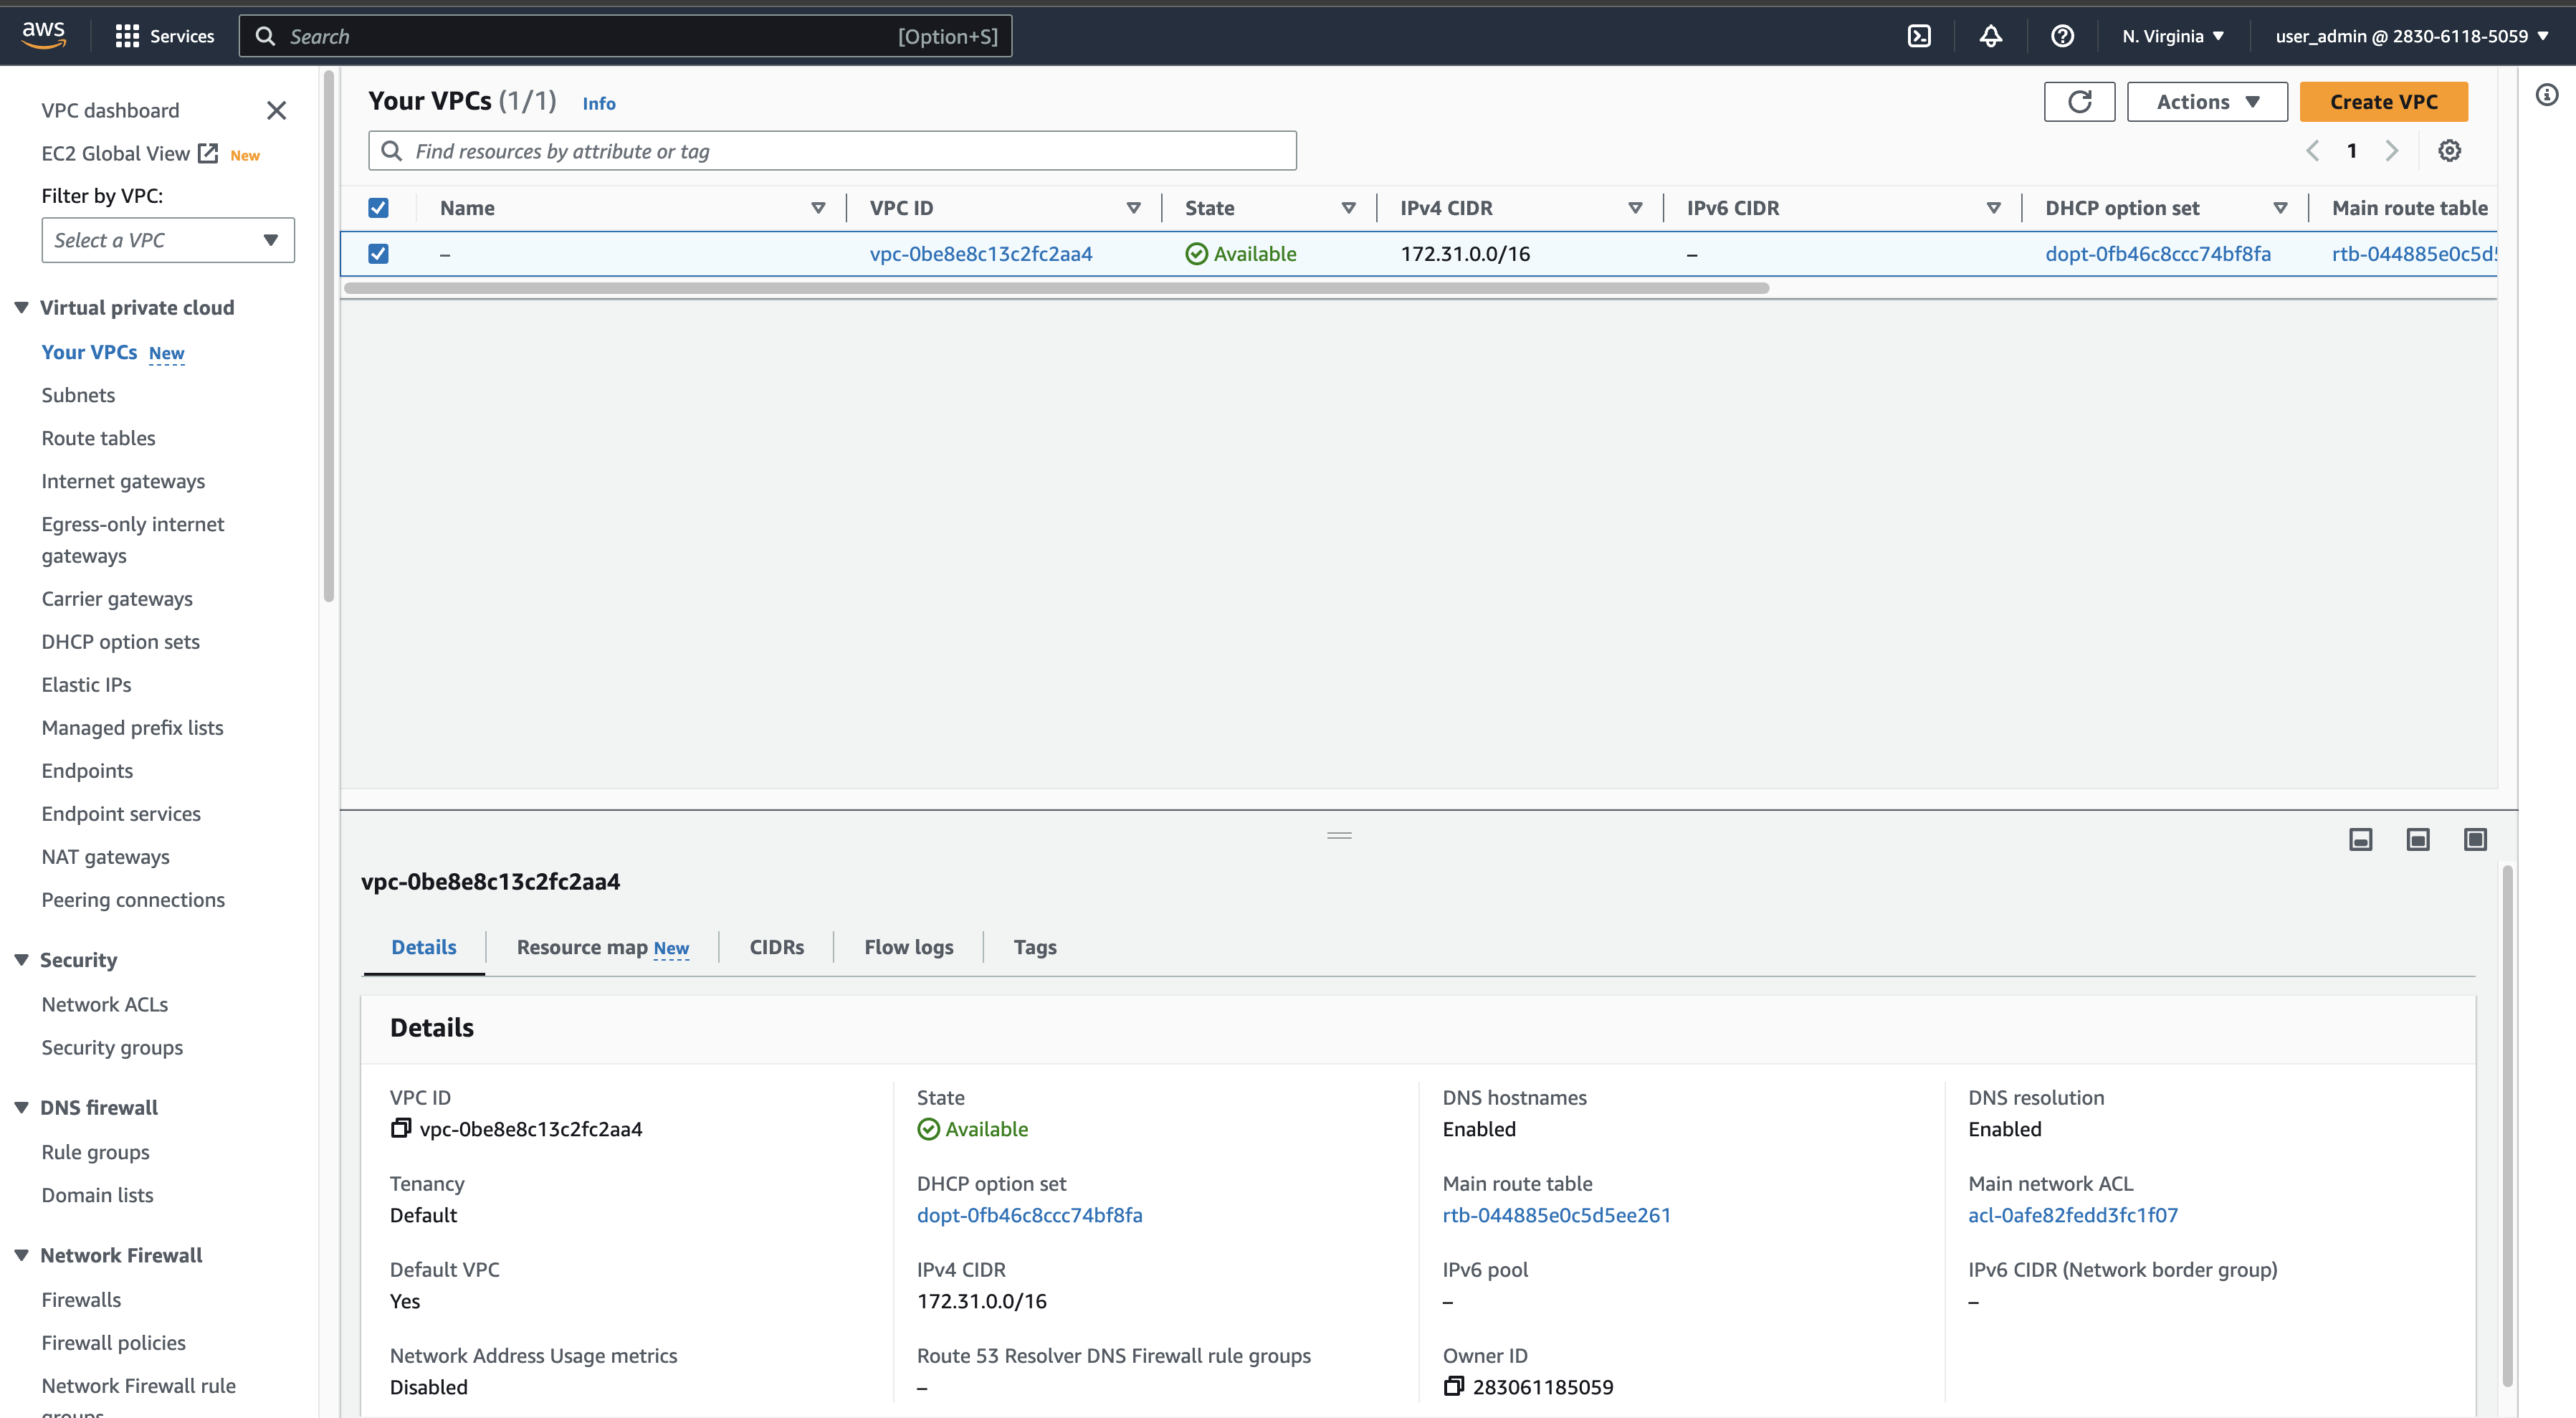 aws
Services
Search
[Option+S]
N. Virginia
user_admin @ 2830-6118-5059
VPC dashboard
EC2 Global View New
Filter by VPC:
Select a VPC
Virtual private cloud
Your VPCs New
Subnets
Route tables
Internet gateways
Egress-only internet
gateways
Carrier gateways
DHCP option sets
Elastic IPs
Managed prefix lists
Endpoints
Endpoint services
NAT gateways
Peering connections
Security
Network ACLs
Security groups
DNS firewall
Rule groups
Domain lists
Network Firewall
Firewalls
Firewall policies
Network Firewall rule
groups
Your VPCs (1/1) Info
Actions
Create VPC
Find resources by attribute or tag
1
Name VPC ID State IPv4 CIDR IPv6 CIDR DHCP option set Main route table
– vpc-0be8e8c13c2fc2aa4 Available 172.31.0.0/16 – dopt-0fb46c8ccc74bf8fa rtb-044885e0c5d5
vpc-0be8e8c13c2fc2aa4
Details Resource map New CIDRs Flow logs Tags
Details
VPC ID
vpc-0be8e8c13c2fc2aa4
State
Available
DNS hostnames
Enabled
DNS resolution
Enabled
Tenancy
Default
DHCP option set
dopt-0fb46c8ccc74bf8fa
Main route table
rtb-044885e0c5d5ee261
Main network ACL
acl-0afe82fedd3fc1f07
Default VPC
Yes
IPv4 CIDR
172.31.0.0/16
IPv6 pool
–
IPv6 CIDR (Network border group)
–
Network Address Usage metrics
Disabled
Route 53 Resolver DNS Firewall rule groups
–
Owner ID
283061185059